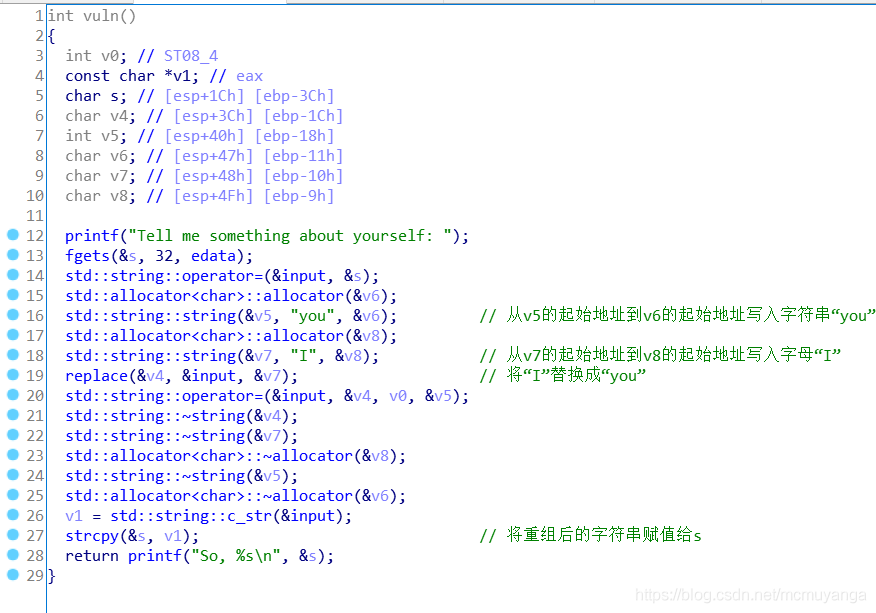 1 int vuln()
2 {
3 int v0; // ST08_4
4 const char *v1; // eax
5 char s; // [esp+1Ch] [ebp-3Ch]
6 char v4; // [esp+3Ch] [ebp-1Ch]
7 int v5; // [esp+40h] [ebp-18h]
8 char v6; // [esp+47h] [ebp-11h]
9 char v7; // [esp+48h] [ebp-10h]
10 char v8; // [esp+4Fh] [ebp-9h]
11
12 printf("Tell me something about yourself: ");
13 fgets(&s, 32, edata);
14 std::string::operator=(&input, &s);
15 std::allocator<char>::allocator(&v6);
16 std::string::string(&v5, "you", &v6); // 从v5的起始地址到v6的起始地址写入字符串“you”
17 std::allocator<char>::allocator(&v8);
18 std::string::string(&v7, "I", &v8); // 从v7的起始地址到v8的起始地址写入字母“I”
19 replace(&v4, &input, &v7); // 将“I”替换成“you”
20 std::string::operator=(&input, &v4, v0, &v5);
21 std::string::~string(&v4);
22 std::string::~string(&v7);
23 std::allocator<char>::~allocator(&v8);
24 std::string::~string(&v5);
25 std::allocator<char>::~allocator(&v6);
26 v1 = std::string::c_str(&input);
27 strcpy(&s, v1); // 将重组后的字符串赋值给s
28 return printf("So, %s\n", &s);
29 }
https://blog.csdn.net/mcmuyanga